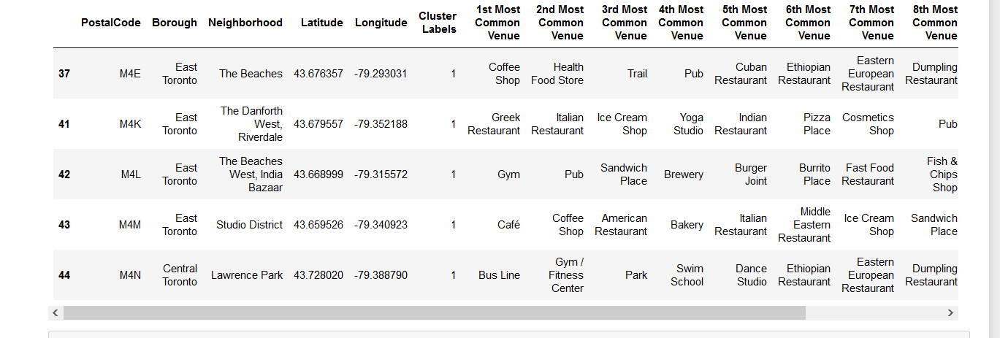 PostalCode Borough Neighborhood Latitude Longitude Cluster Labels 1st Most Common Venue 2nd Most Common Venue 3rd Most Common Venue 4th Most Common Venue 5th Most Common Venue 6th Most Common Venue 7th Most Common Venue 8th Most Common Venue
37 M4E East Toronto The Beaches 43.676357 -79.293031 1 Coffee Shop Health Food Store Trail Pub Cuban Restaurant Ethiopian Restaurant Eastern European Restaurant Dumpling Restaurant
41 M4K East Toronto The Danforth West, Riverdale 43.679557 -79.352188 1 Greek Restaurant Italian Restaurant Ice Cream Shop Yoga Studio Indian Restaurant Pizza Place Cosmetics Shop Pub
42 M4L East Toronto The Beaches West, India Bazaar 43.668999 -79.315572 1 Gym Pub Sandwich Place Brewery Burger Joint Burrito Place Fast Food Restaurant Fish & Chips Shop
43 M4M East Toronto Studio District 43.659526 -79.340923 1 Café Coffee Shop American Restaurant Bakery Italian Restaurant Middle Eastern Restaurant Ice Cream Shop Sandwich Place
44 M4N Central Toronto Lawrence Park 43.728020 -79.388790 1 Bus Line Gym / Fitness Center Park Swim School Dance Studio Ethiopian Restaurant Eastern European Restaurant Dumpling Restaurant